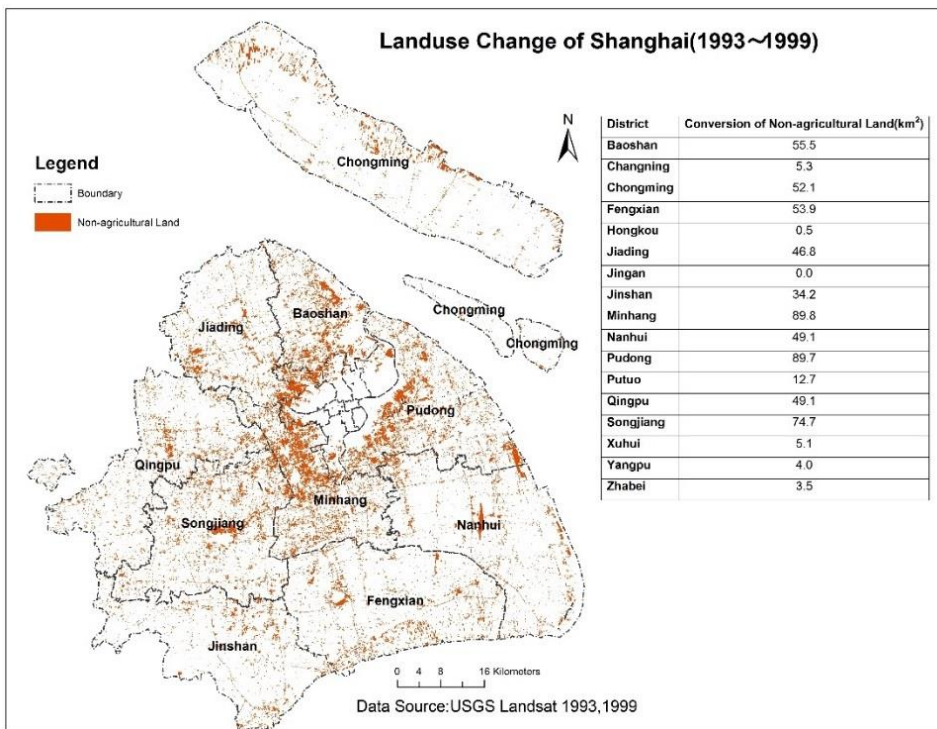 Landuse Change of Shanghai(1993～1999)
N
Legend
Boundary
Non-agricultural Land
District Conversion of Non-agricultural Land(km²)
Baoshan 55.5
Changning 5.3
Chongming 52.1
Fengxian 53.9
Hongkou 0.5
Jiading 46.8
Jingan 0.0
Jinshan 34.2
Minhang 89.8
Nanhui 49.1
Pudong 89.7
Putuo 12.7
Qingpu 49.1
Songjiang 74.7
Xuhui 5.1
Yangpu 4.0
Zhabei 3.5
Chongming
Chongming
Chongming
Baoshan
Jiading
Pudong
Qingpu
Minhang
Songjiang
Nanhui
Fengxian
Jinshan
0 4 8 16 Kilometers
Data Source:USGS Landsat 1993,1999